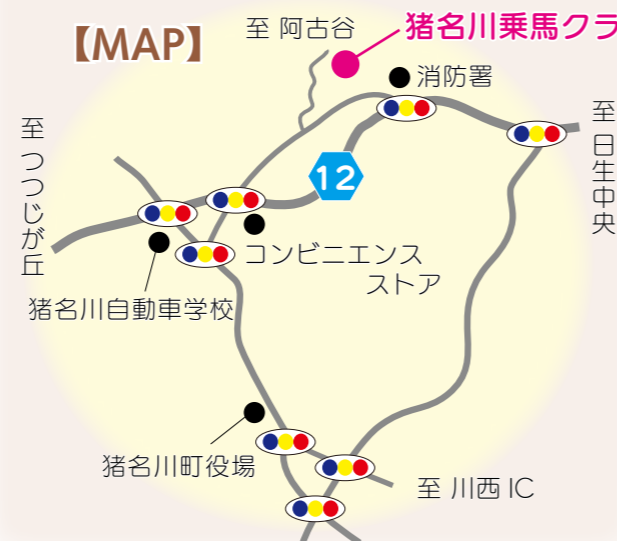 【MAP】
至 阿古谷
猪名川乗馬クラ
消防署
至 日生中央
至 つつじが丘
12
コンビニエンス
ストア
猪名川自動車学校
猪名川町役場
至 川西 IC